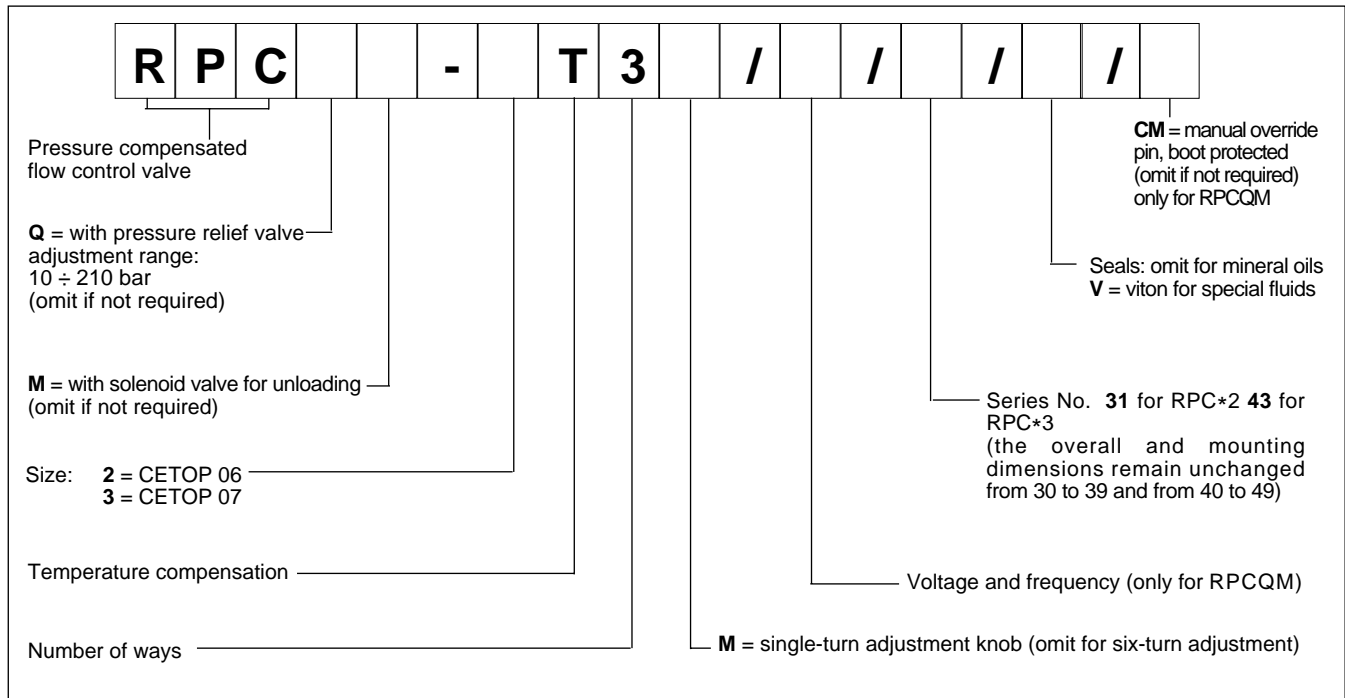 R P C - T 3 / / / /
Pressure compensated
flow control valve
Q = with pressure relief valve
adjustment range:
10 ÷ 210 bar
(omit if not required)
M = with solenoid valve for unloading
(omit if not required)
Size: 2 = CETOP 06
3 = CETOP 07
Temperature compensation
Number of ways
CM = manual override
pin, boot protected
(omit if not required)
only for RPCQM
Seals: omit for mineral oils
V = viton for special fluids
Series No. 31 for RPC*2 43 for
RPC*3
(the overall and mounting
dimensions remain unchanged
from 30 to 39 and from 40 to 49)
Voltage and frequency (only for RPCQM)
M = single-turn adjustment knob (omit for six-turn adjustment)